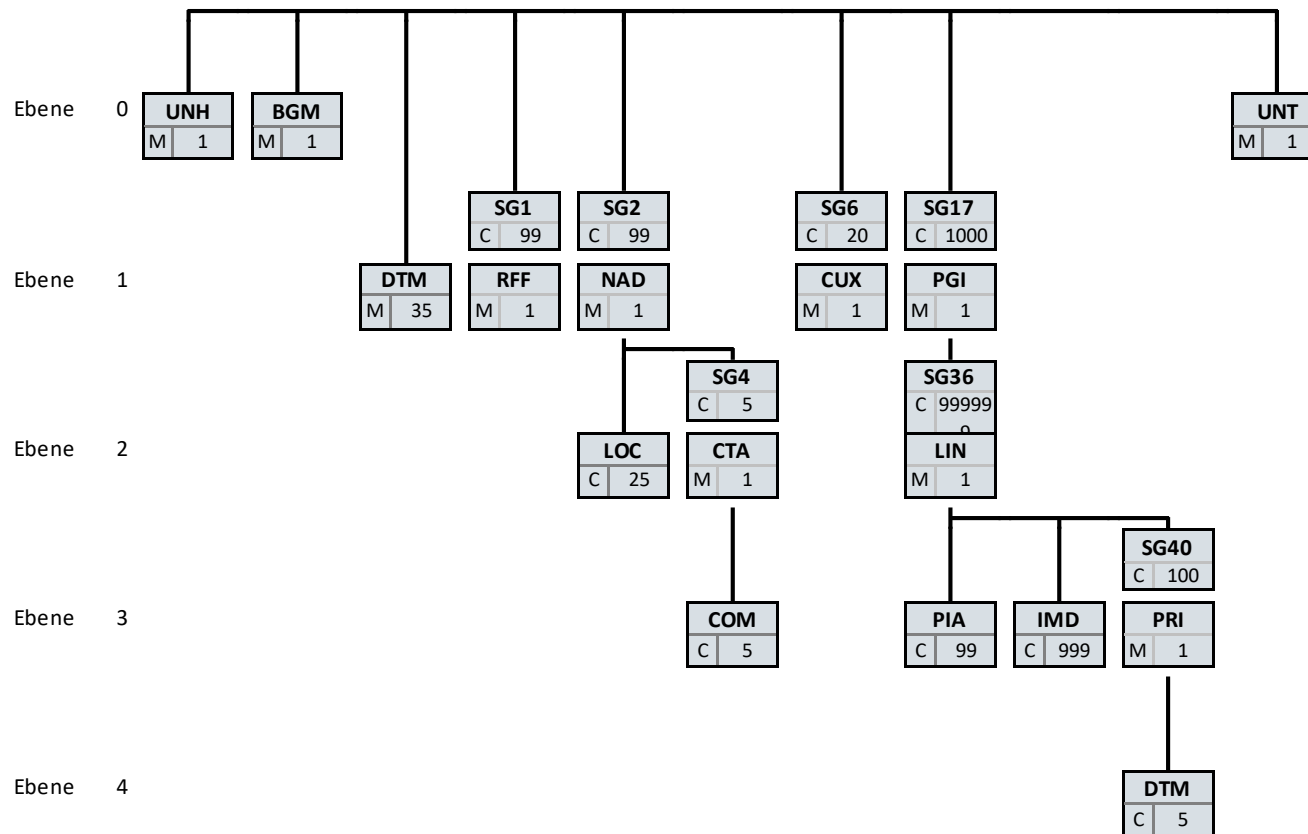 Ebene 0 UNH BGM UNT
M 1 M 1 M 1
SG1 SG2 SG6 SG17
C 99 C 99 C 20 C 1000
Ebene 1 DTM RFF NAD CUX PGI
M 35 M 1 M 1 M 1 M 1
SG4 SG36
C 5 C 99999
Ebene 2 LOC CTA LIN
C 25 M 1 M 1
SG40
C 100
Ebene 3 COM PIA IMD PRI
C 5 C 99 C 999 M 1
Ebene 4 DTM
C 5